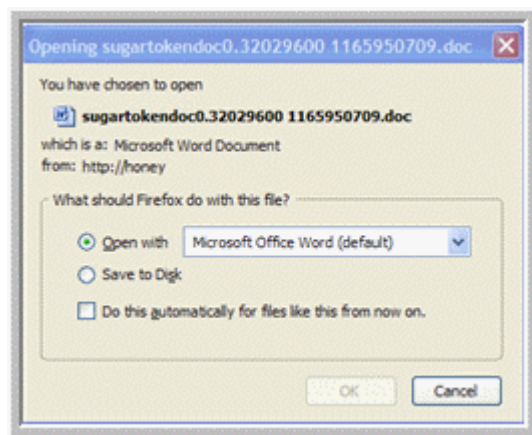 Opening sugartokendoc0.32029600 1165950709.doc
You have chosen to open
sugartokendoc0.32029600 1165950709.doc
which is a: Microsoft Word Document
from: http://honey
What should Firefox do with this file?
Open with Microsoft Office Word (default)
Save to Disk
Do this automatically for files like this from now on.
OK Cancel